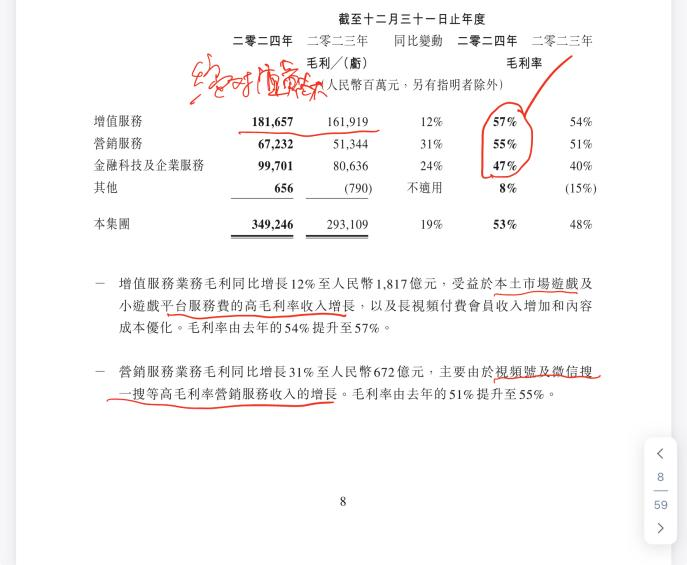 截至十二月三十一日止年度
二零二四年 二零二三年 同比變動 二零二四年 二零二三年
毛利／(虧) 毛利率
絕對值最大
(人民幣百萬元，另有指明者除外)
增值服務 181,657 161,919 12% 57% 54%
營銷服務 67,232 51,344 31% 55% 51%
金融科技及企業服務 99,701 80,636 24% 47% 40%
其他 656 (790) 不適用 8% (15%)
本集團 349,246 293,109 19% 53% 48%
— 增值服務業務毛利同比增長12%至人民幣1,817億元，受益於本土市場遊戲及
小遊戲平台服務費的高毛利率收入增長，以及長視頻付費會員收入增加和內容
成本優化。毛利率由去年的54%提升至57%。
— 營銷服務業務毛利同比增長31%至人民幣672億元，主要由於視頻號及微信搜
一搜等高毛利率營銷服務收入的增長。毛利率由去年的51%提升至55%。
8
8
59